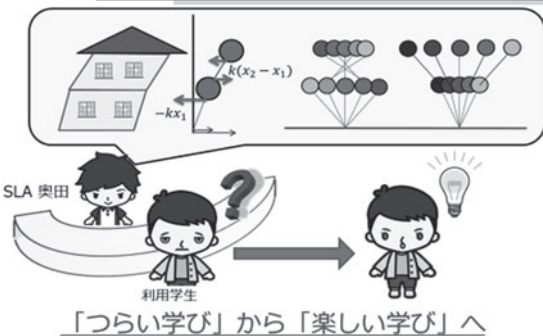 k(x₂ − x₁)
−kx₁
SLA 奥田
?
利用学生
「つらい学び」から「楽しい学び」へ